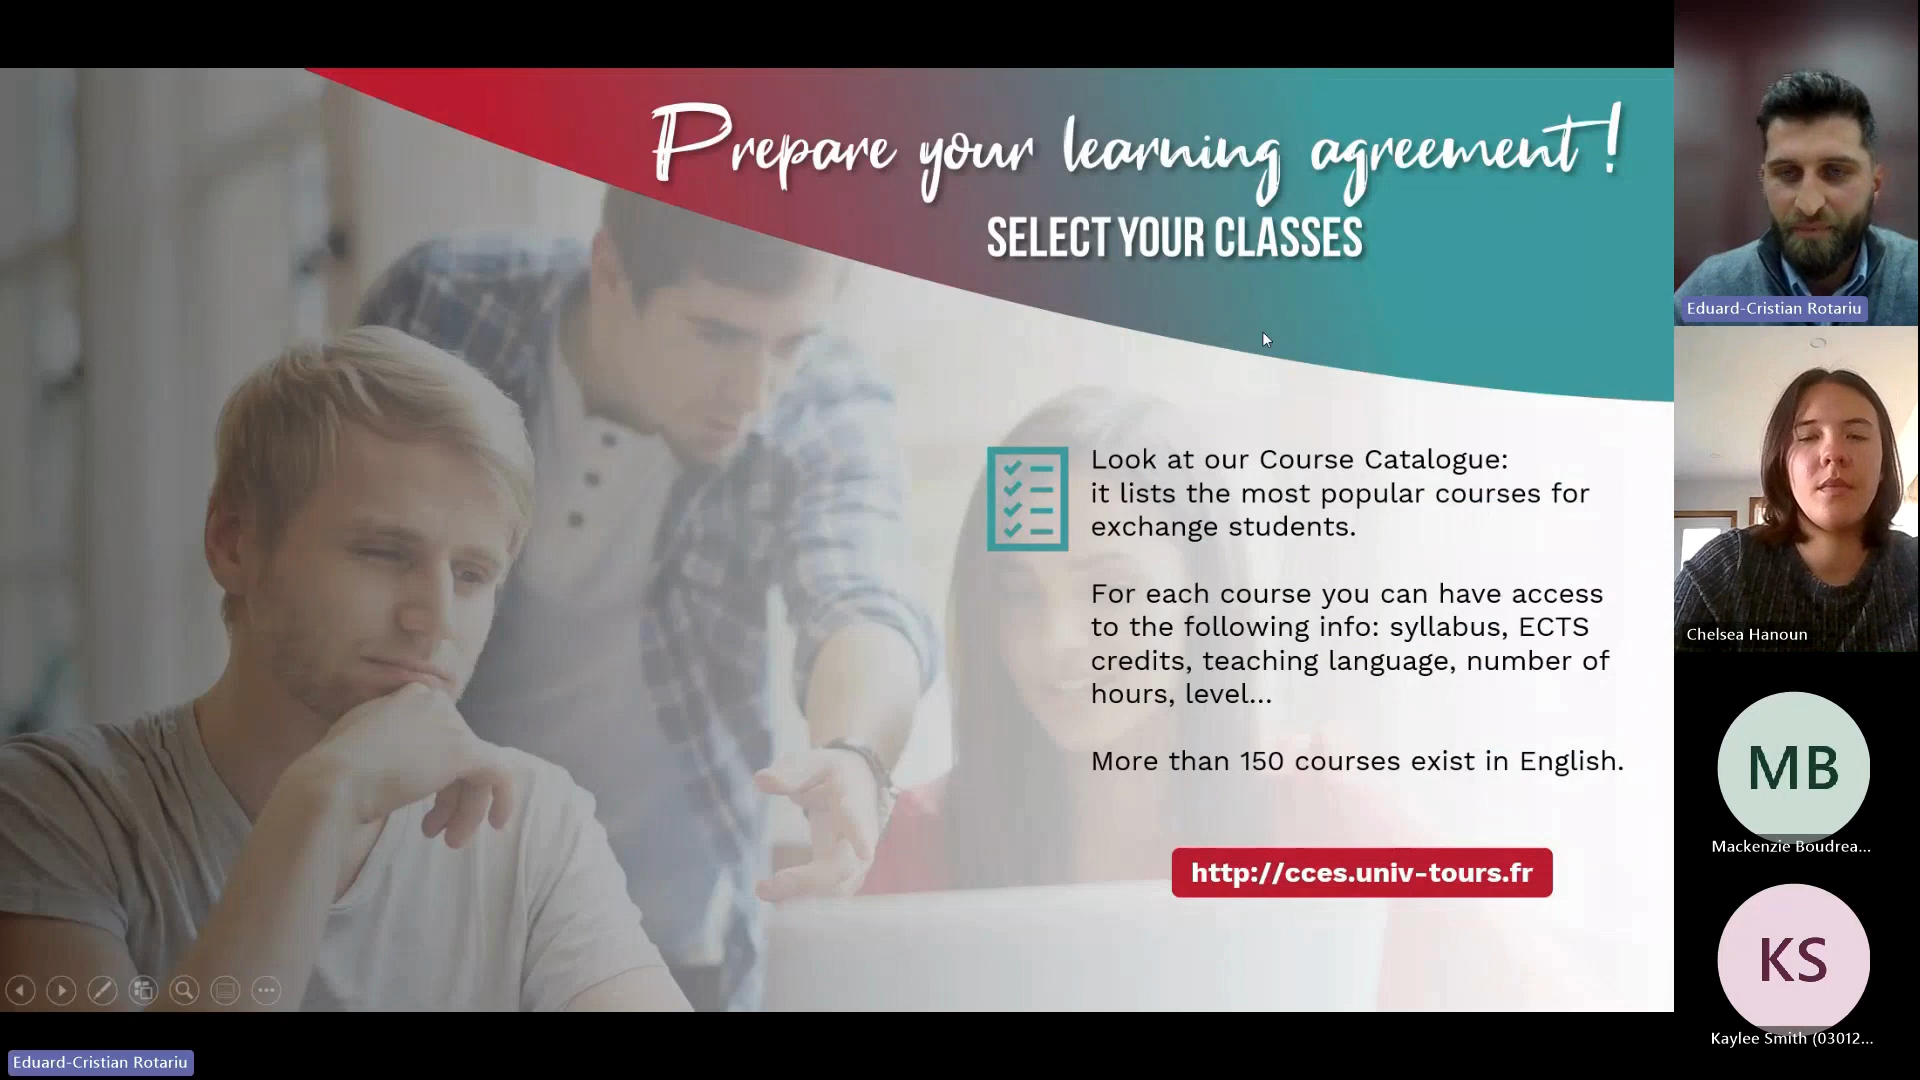 Prepare your learning agreement!
SELECT YOUR CLASSES
Look at our Course Catalogue:
it lists the most popular courses for
exchange students.
For each course you can have access
to the following info: syllabus, ECTS
credits, teaching language, number of
hours, level...
More than 150 courses exist in English.
http://cces.univ-tours.fr
Eduard-Cristian Rotariu
Eduard-Cristian Rotariu
Chelsea Hanoun
MB
Mackenzie Boudrea...
KS
Kaylee Smith (03012...